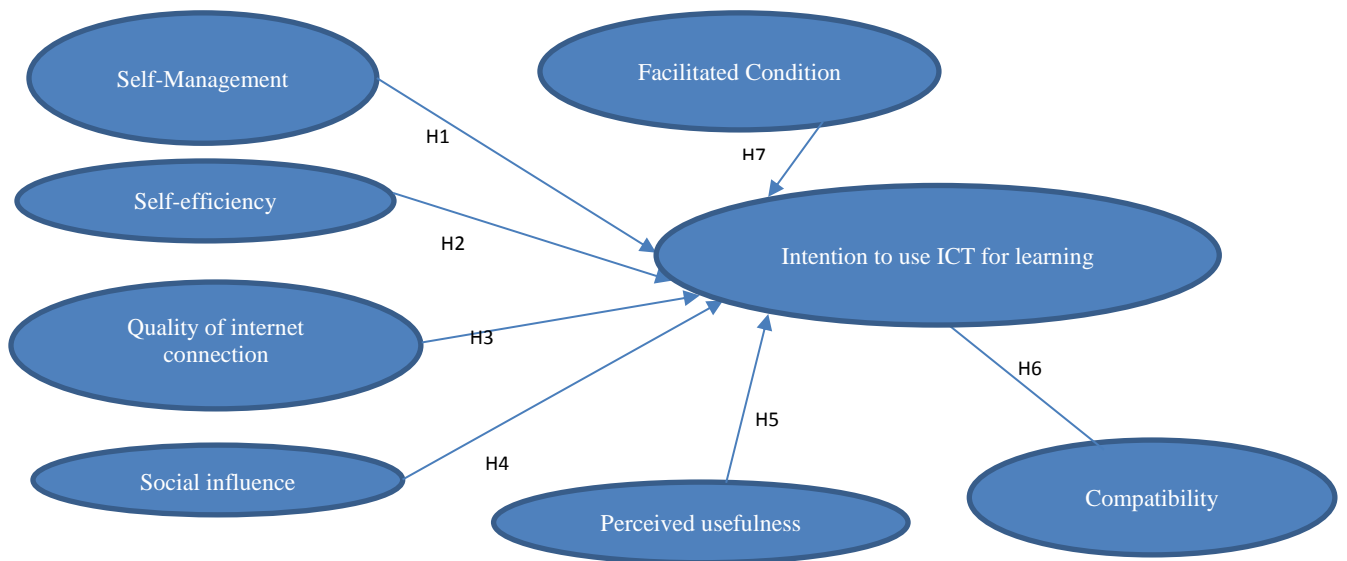 Self-Management
Facilitated Condition
H1
H7
Self-efficiency
H2
Intention to use ICT for learning
Quality of internet
connection
H3
H6
H5
H4
Social influence
Perceived usefulness
Compatibility